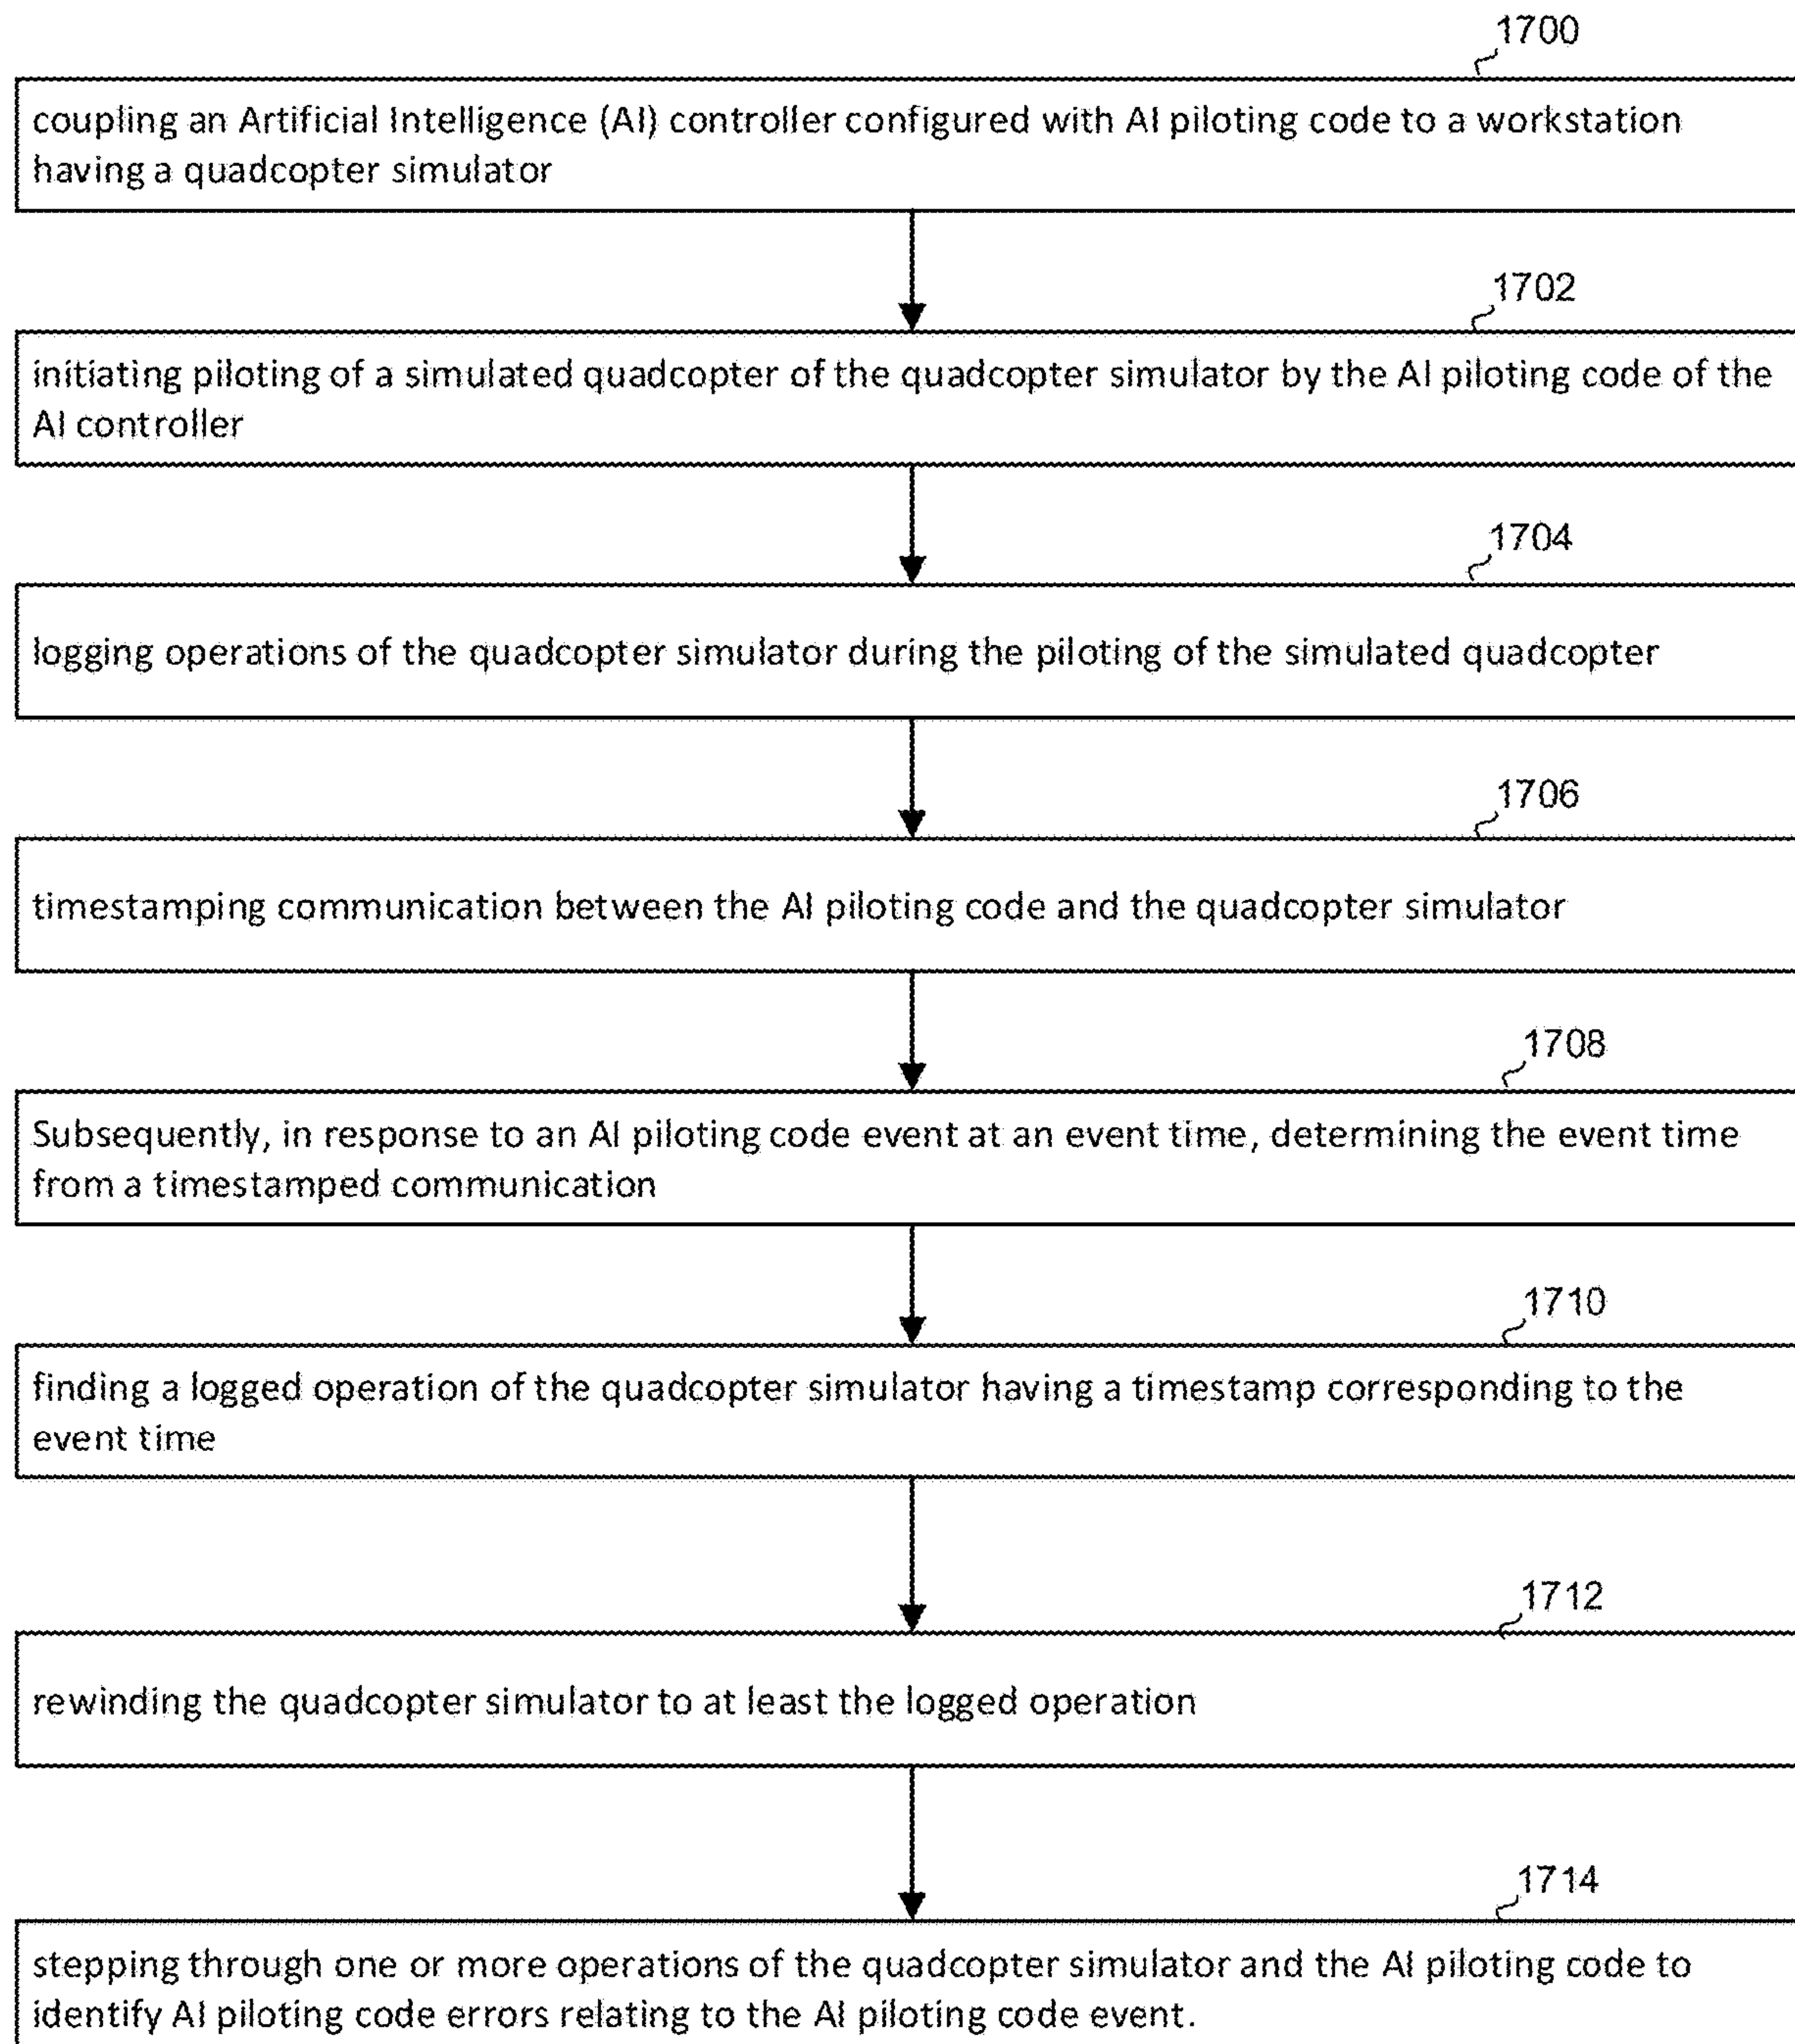 1700
coupling an Artificial Intelligence (AI) controller configured with AI piloting code to a workstation
having a quadcopter simulator
1702
initiating piloting of a simulated quadcopter of the quadcopter simulator by the AI piloting code of the
AI controller
1704
logging operations of the quadcopter simulator during the piloting of the simulated quadcopter
1706
timestamping communication between the AI piloting code and the quadcopter simulator
1708
Subsequently, in response to an AI piloting code event at an event time, determining the event time
from a timestamped communication
1710
finding a logged operation of the quadcopter simulator having a timestamp corresponding to the
event time
1712
rewinding the quadcopter simulator to at least the logged operation
1714
stepping through one or more operations of the quadcopter simulator and the AI piloting code to
identify AI piloting code errors relating to the AI piloting code event.